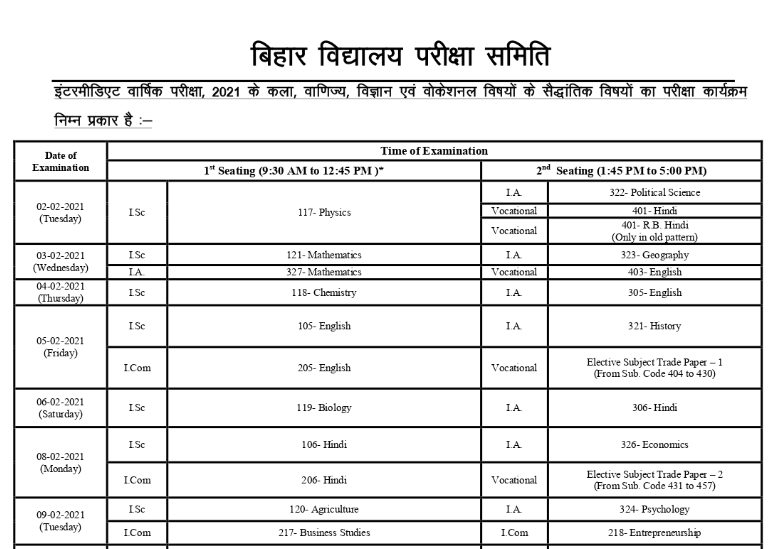 बिहार विद्यालय परीक्षा समिति
इंटरमीडिएट वार्षिक परीक्षा, 2021 के कला, वाणिज्य, विज्ञान एवं वोकेशनल विषयों के सैद्धांतिक विषयों का परीक्षा कार्यक्रम
निम्न प्रकार है :–
Date of Examination
Time of Examination
1st Seating (9:30 AM to 12:45 PM )*
2nd Seating (1:45 PM to 5:00 PM)
02-02-2021 (Tuesday)
I.Sc 117- Physics
I.A. 322- Political Science
Vocational 401- Hindi
Vocational 401- R.B. Hindi
(Only in old pattern)
03-02-2021 (Wednesday)
I.Sc 121- Mathematics I.A. 323- Geography
I.A. 327- Mathematics Vocational 403- English
04-02-2021 (Thursday)
I.Sc 118- Chemistry I.A. 305- English
05-02-2021 (Friday)
I.Sc 105- English I.A. 321- History
I.Com 205- English Vocational Elective Subject Trade Paper – 1
(From Sub. Code 404 to 430)
06-02-2021 (Saturday)
I.Sc 119- Biology I.A. 306- Hindi
08-02-2021 (Monday)
I.Sc 106- Hindi I.A. 326- Economics
I.Com 206- Hindi Vocational Elective Subject Trade Paper – 2
(From Sub. Code 431 to 457)
09-02-2021 (Tuesday)
I.Sc 120- Agriculture I.A. 324- Psychology
I.Com 217- Business Studies I.Com 218- Entrepreneurship